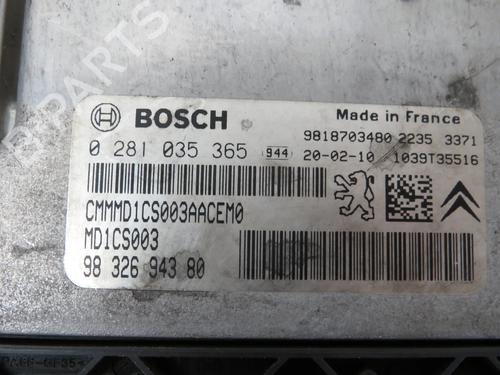 BOSCH
Made in France
9818703480 2235 3371
0 281 035 365 944 20-02-10 1039T35516
CMMMD1CS003AACEM0
MD1CS003
98 326 943 80